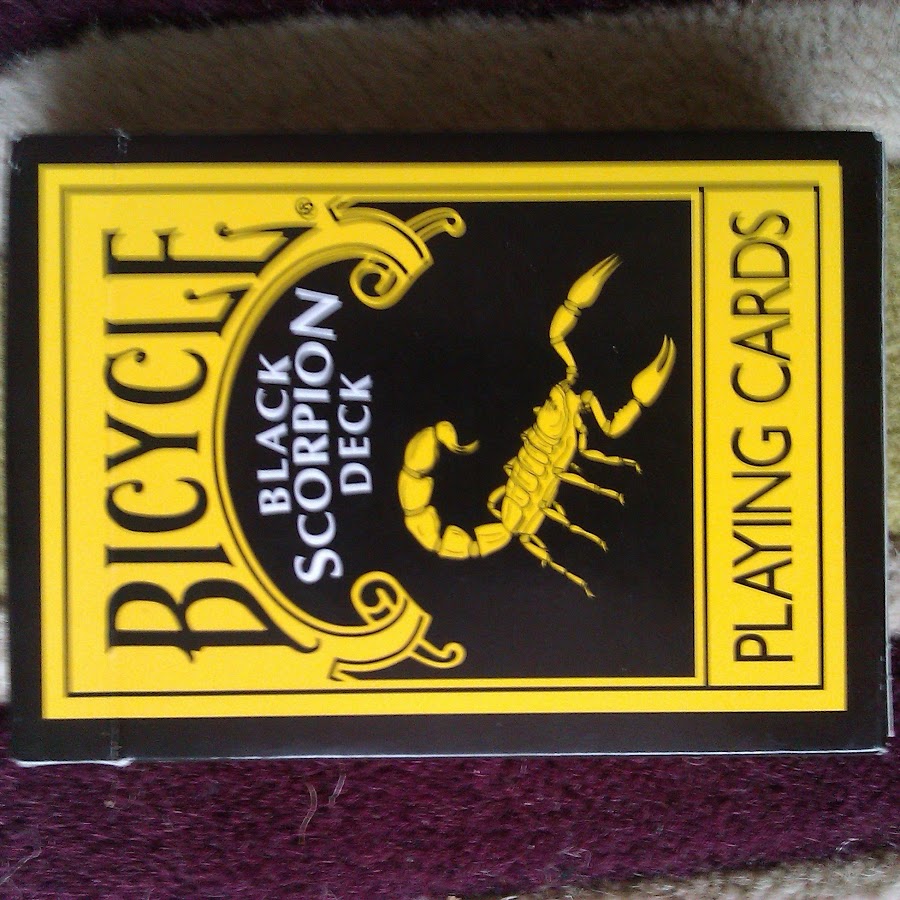 BICYCLE®
BLACK
SCORPION
DECK
PLAYING CARDS